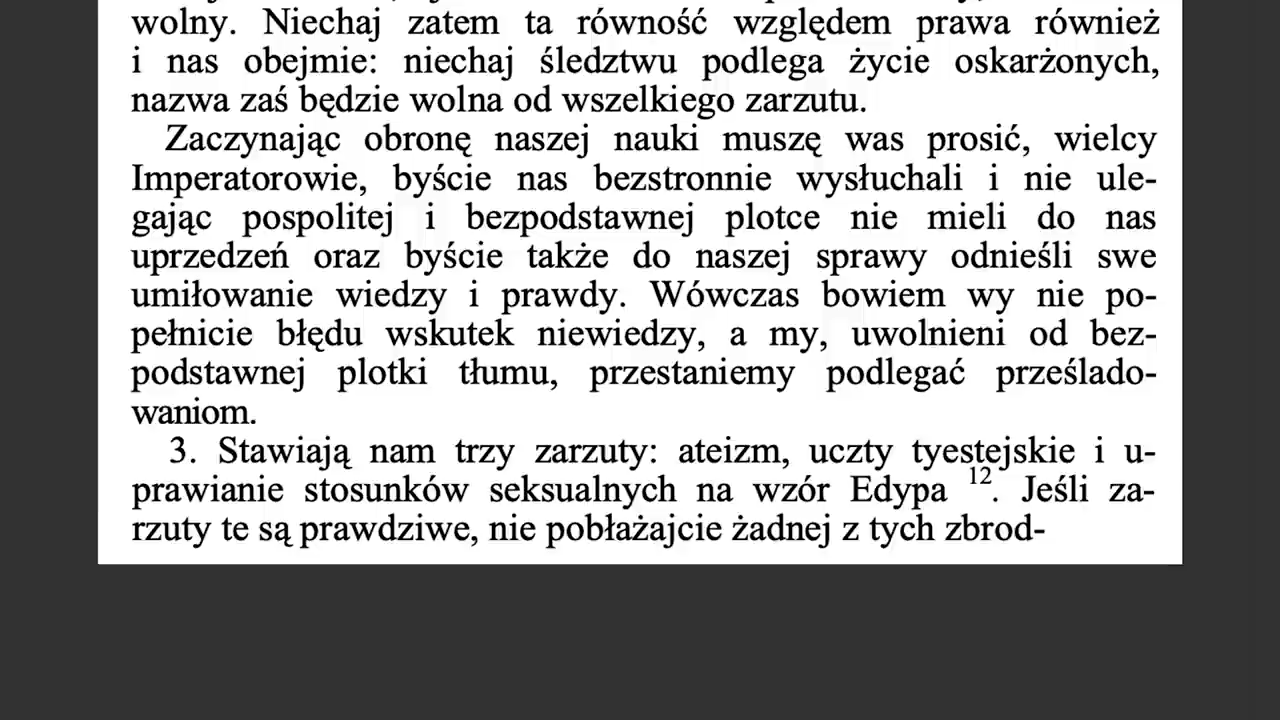 wolny. Niechaj zatem ta równość względem prawa również
i nas obejmie: niechaj śledztwu podlega życie oskarżonych,
nazwa zaś będzie wolna od wszelkiego zarzutu.
Zaczynając obronę naszej nauki muszę was prosić, wielcy
Imperatorowie, byście nas bezstronnie wysłuchali i nie ule-
gając pospolitej i bezpodstawnej plotce nie mieli do nas
uprzedzeń oraz byście także do naszej sprawy odnieśli swe
umiłowanie wiedzy i prawdy. Wówczas bowiem wy nie po-
pełnicie błędu wskutek niewiedzy, a my, uwolnieni od bez-
podstawnej plotki tłumu, przestaniemy podlegać prześlado-
waniom.
3. Stawiają nam trzy zarzuty: ateizm, uczty tyestejskie i u-
prawianie stosunków seksualnych na wzór Edypa 12. Jeśli za-
rzuty te są prawdziwe, nie pobłażajcie żadnej z tych zbrod-